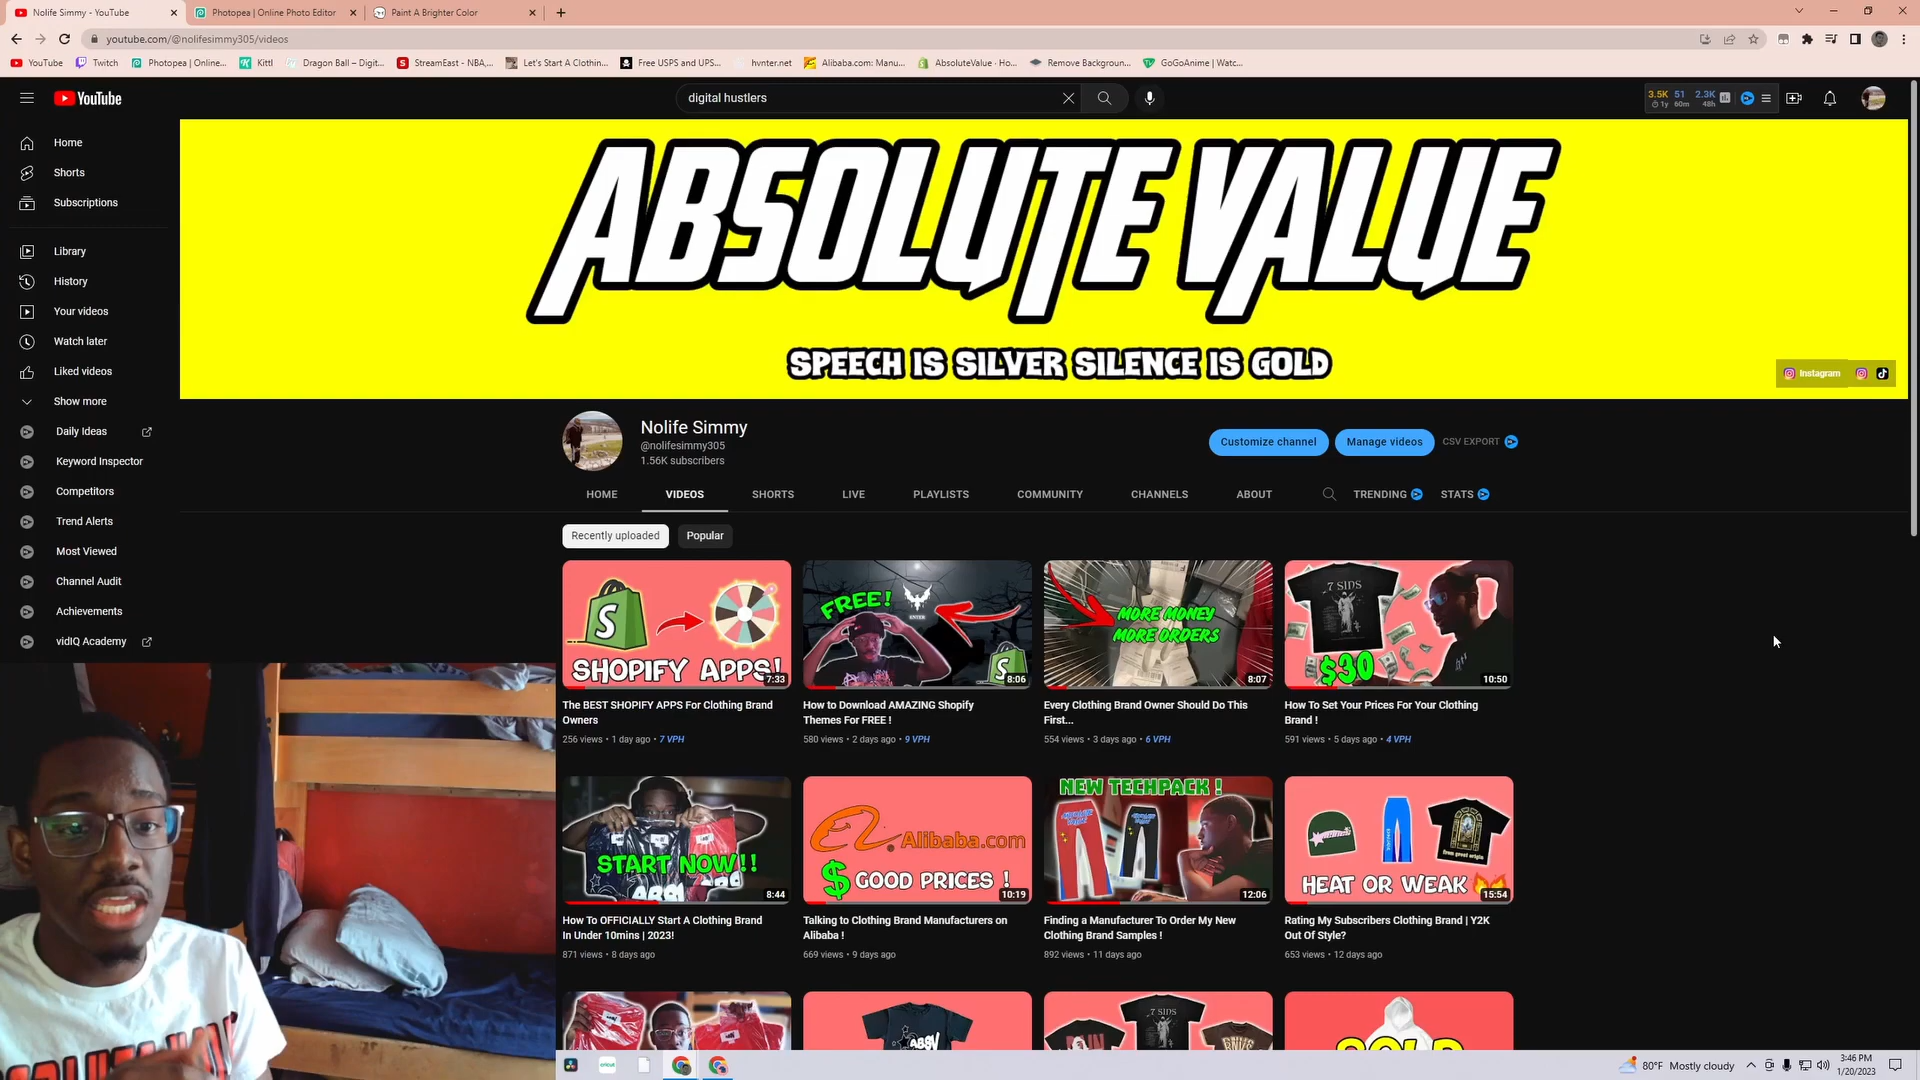 Nolife Simmy - YouTube
Photopea | Online Photo Editor
Paint A Brighter Color
youtube.com/@nolifesimmy305/videos
YouTube
Twitch
Photopea | Online...
Kittl
Dragon Ball – Digit...
StreamEast - NBA,...
Let's Start A Clothin...
Free USPS and UPS...
hvnter.net
Alibaba.com: Manu...
AbsoluteValue · Ho...
Remove Backgroun...
GoGoAnime | Watc...
YouTube
digital hustlers
3.5K 51 2.3K
1y 60m 48h
Home
Shorts
Subscriptions
Library
History
Your videos
Watch later
Liked videos
Show more
Daily Ideas
Keyword Inspector
Competitors
Trend Alerts
Most Viewed
Channel Audit
Achievements
vidIQ Academy
ABSOLUTE VALUE
SPEECH IS SILVER SILENCE IS GOLD
Instagram
Nolife Simmy
@nolifesimmy305
1.56K subscribers
Customize channel
Manage videos
CSV EXPORT
HOME
VIDEOS
SHORTS
LIVE
PLAYLISTS
COMMUNITY
CHANNELS
ABOUT
TRENDING
STATS
Recently uploaded
Popular
SHOPIFY APPS!
7:33
FREE!
ENTER
8:06
MORE MONEY
MORE ORDERS
8:07
7 SIDS
$30
10:50
The BEST SHOPIFY APPS For Clothing Brand
Owners
256 views • 1 day ago • 7 VPH
How to Download AMAZING Shopify
Themes For FREE !
580 views • 2 days ago • 9 VPH
Every Clothing Brand Owner Should Do This
First...
554 views • 3 days ago • 6 VPH
How To Set Your Prices For Your Clothing
Brand !
591 views • 5 days ago • 4 VPH
START NOW!!
8:44
Alibaba.com
$ GOOD PRICES !
10:19
NEW TECHPACK !
12:06
HEAT OR WEAK
15:54
How To OFFICIALLY Start A Clothing Brand
In Under 10mins | 2023!
871 views • 8 days ago
Talking to Clothing Brand Manufacturers on
Alibaba !
669 views • 9 days ago
Finding a Manufacturer To Order My New
Clothing Brand Samples !
892 views • 11 days ago
Rating My Subscribers Clothing Brand | Y2K
Out Of Style?
653 views • 12 days ago
7 SIDS
cricut
80°F Mostly cloudy
3:46 PM
1/20/2023